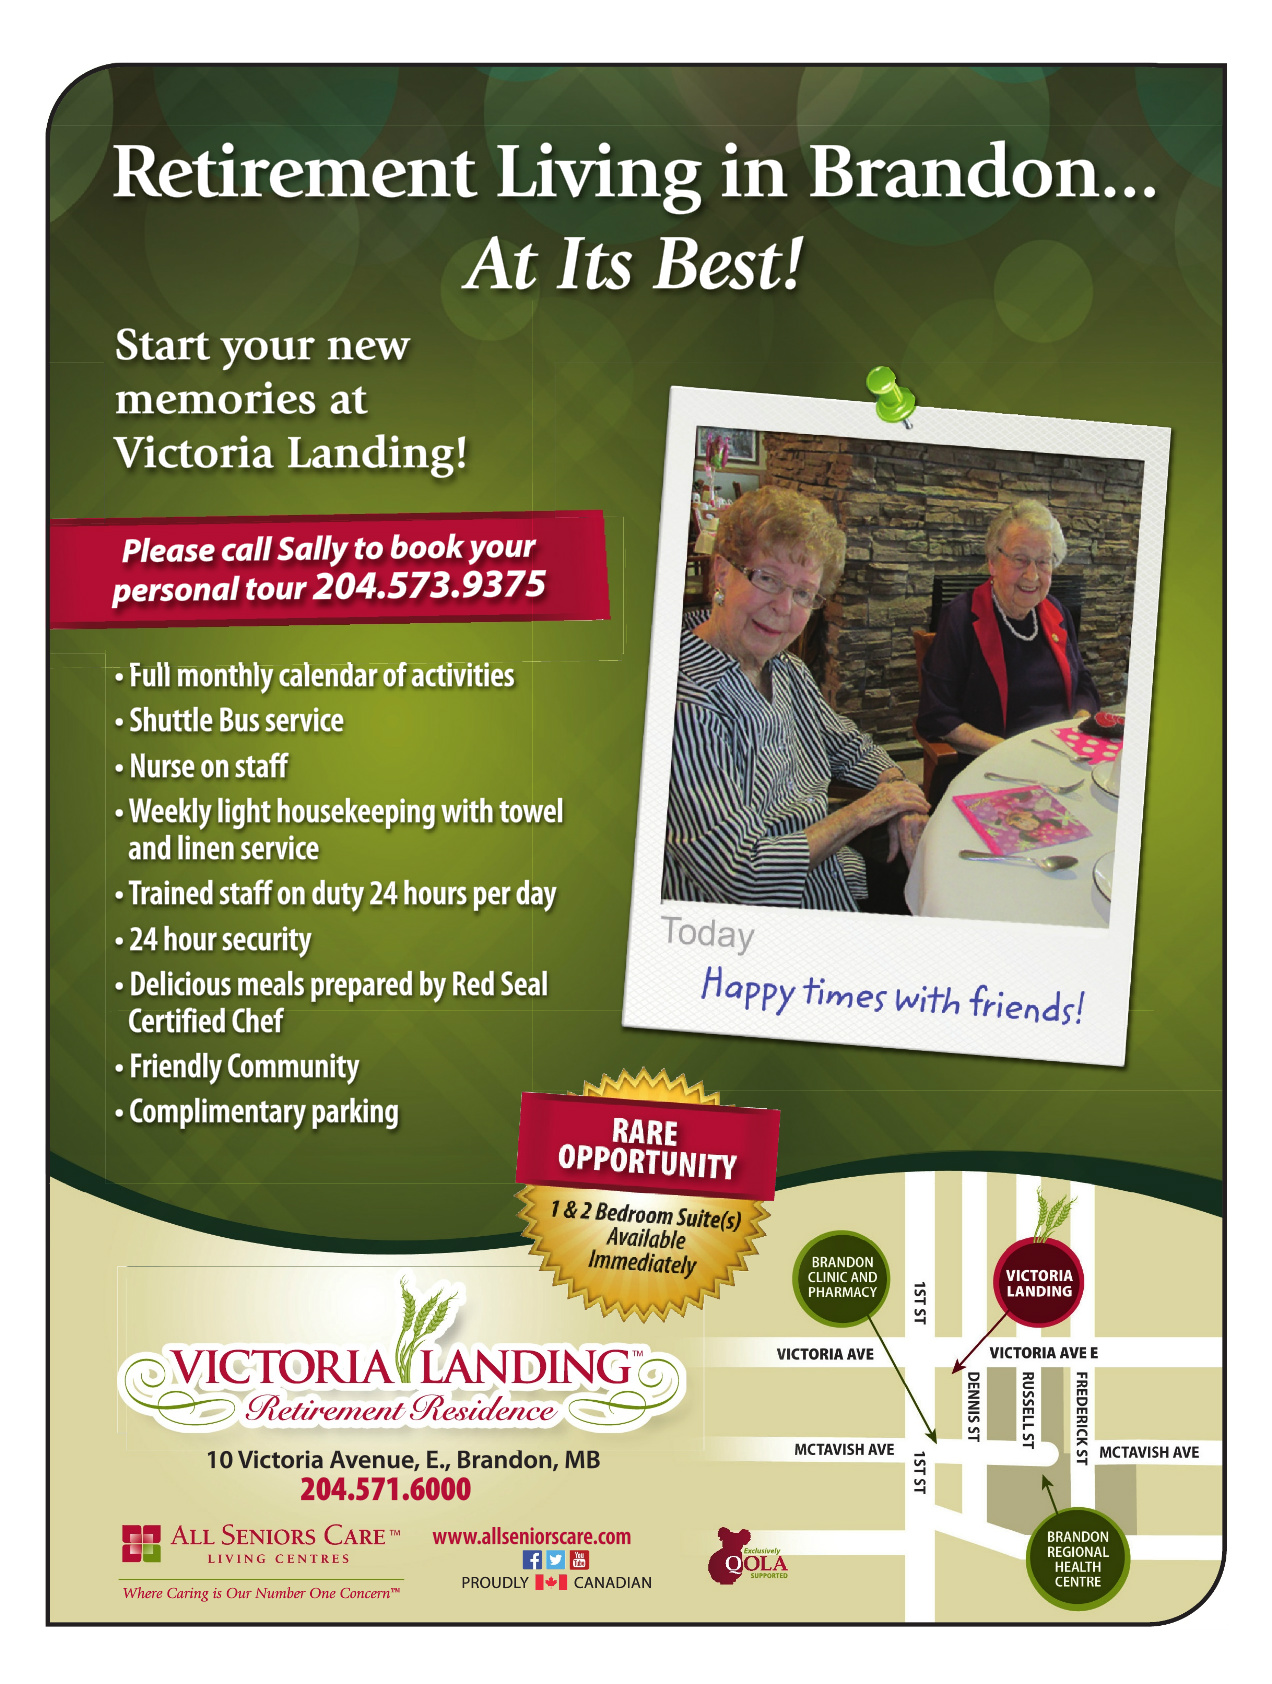 Retirement Living in Brandon...
At Its Best!
Start your new
memories at
Victoria Landing!
Please call Sally to book your
personal tour 204.573.9375
• Full monthly calendar of activities
• Shuttle Bus service
• Nurse on staff
• Weekly light housekeeping with towel
and linen service
• Trained staff on duty 24 hours per day
• 24 hour security
• Delicious meals prepared by Red Seal
Certified Chef
• Friendly Community
• Complimentary parking
Today
Happy times with friends!
RARE
OPPORTUNITY
1 & 2 Bedroom Suite(s)
Available
Immediately
VICTORIA LANDING™
Retirement Residence
10 Victoria Avenue, E., Brandon, MB
204.571.6000
ALL SENIORS CARE™
LIVING CENTRES
Where Caring is Our Number One Concern™
www.allseniorscare.com
You
Tube
PROUDLY CANADIAN
Exclusively
QOLA
SUPPORTED
BRANDON
CLINIC AND
PHARMACY
1ST ST
VICTORIA
LANDING
VICTORIA AVE
VICTORIA AVE E
DENNIS ST
RUSSELL ST
FREDERICK ST
MCTAVISH AVE
1ST ST
MCTAVISH AVE
BRANDON
REGIONAL
HEALTH
CENTRE